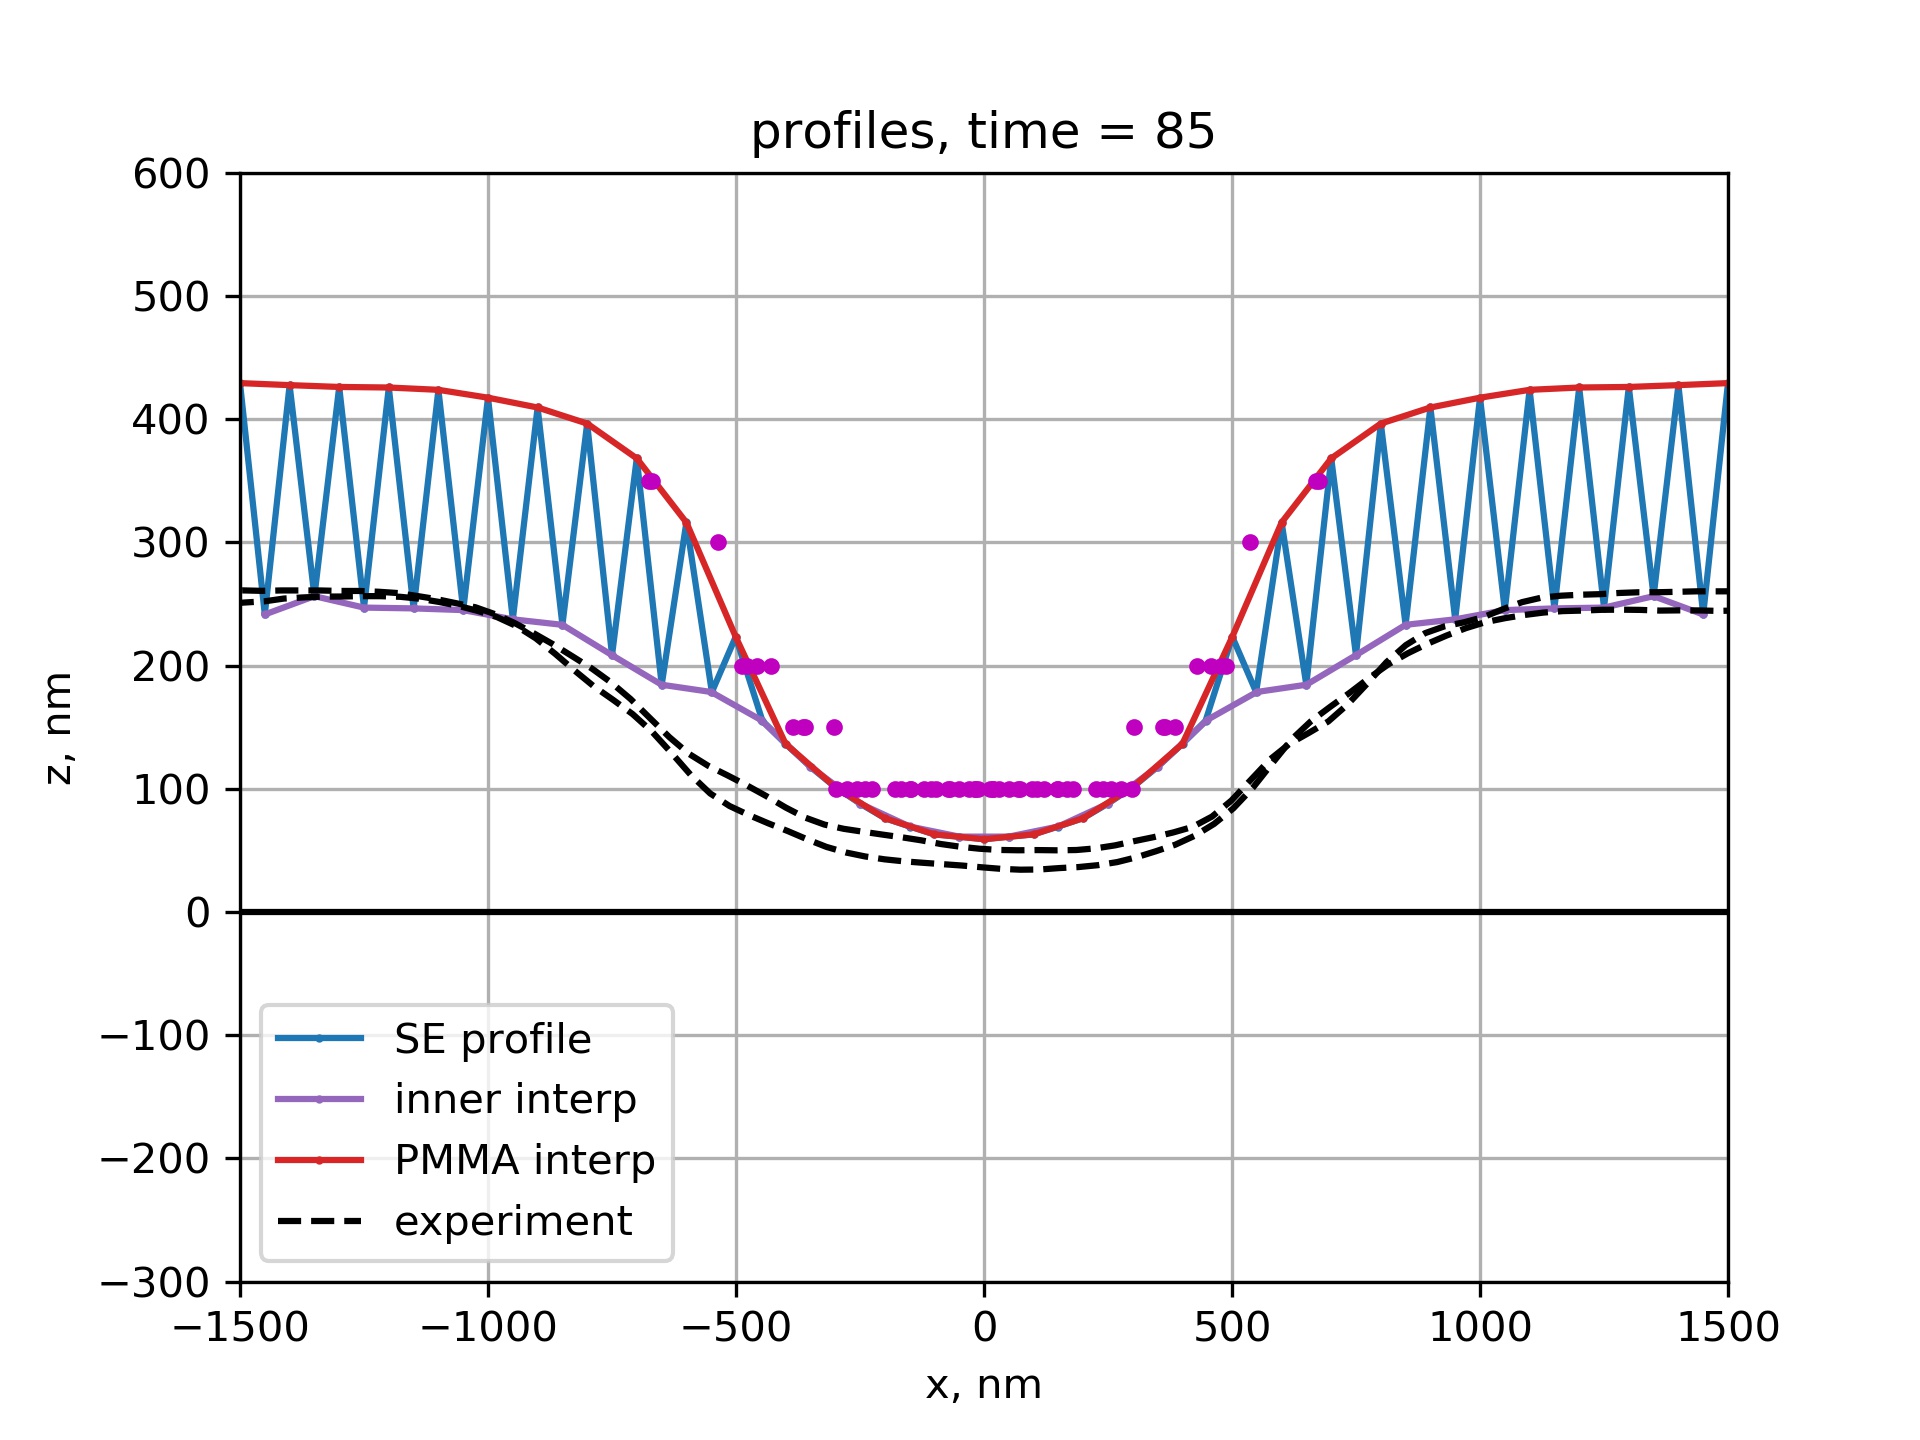 profiles, time = 85
600
500
400
300
200
100
0
−100
−200
−300
z, nm
SE profile
inner interp
PMMA interp
experiment
−1500 −1000 −500 0 500 1000 1500
x, nm